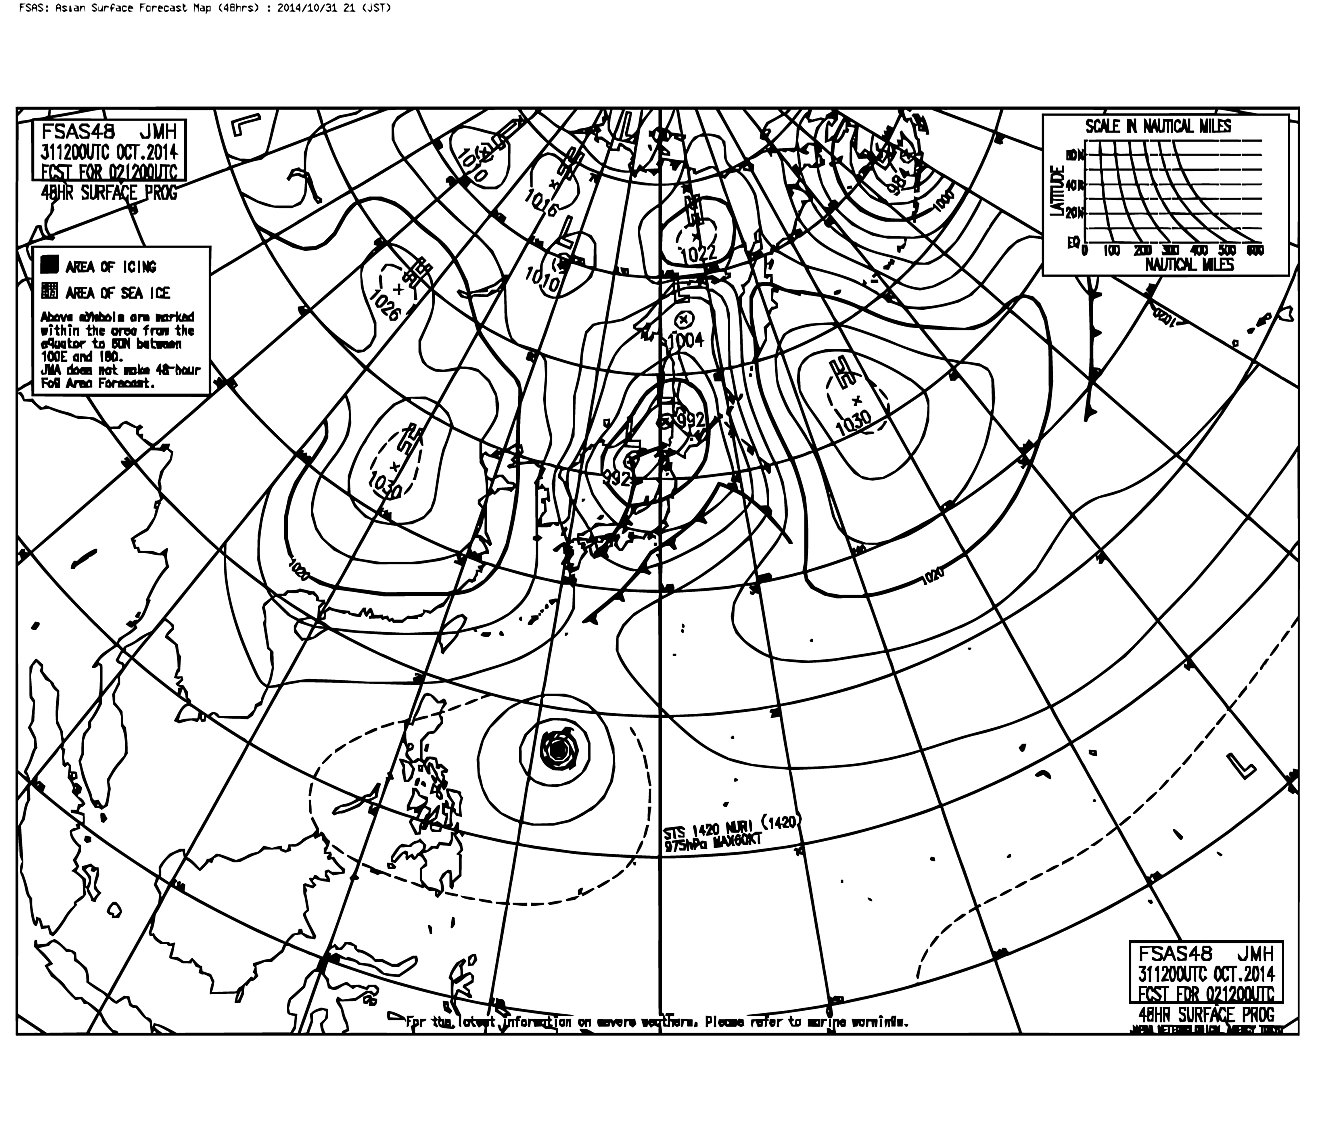 FSAS: Asian Surface Forecast Map (48hrs) : 2014/10/31 21 (JST)
FSAS48 JMH
311200UTC OCT.2014
FCST FOR 021200UTC
48HR SURFACE PROG
AREA OF ICING
AREA OF SEA ICE
Above symbols are marked
within the area from the
equator to 60N between
100E and 180.
JMA does not make 48-hour
Fog Area Forecast.
SCALE IN NAUTICAL MILES
LATITUDE
60N
40N
20N
EQ
0 100 200 300 400 500 600
NAUTICAL MILES
L
H
1016
L
1010
H
1022
984
1000
H
1026
L
1004
1020
H
1030
992
L
992
H
1030
1020
1020
L
STS 1420 NURI (1420)
975hPa MAX60KT
FSAS48 JMH
311200UTC OCT.2014
FCST FOR 021200UTC
48HR SURFACE PROG
JAPAN METEOROLOGICAL AGENCY TOKYO
For the latest information on severe weathers, Please refer to marine warnings.